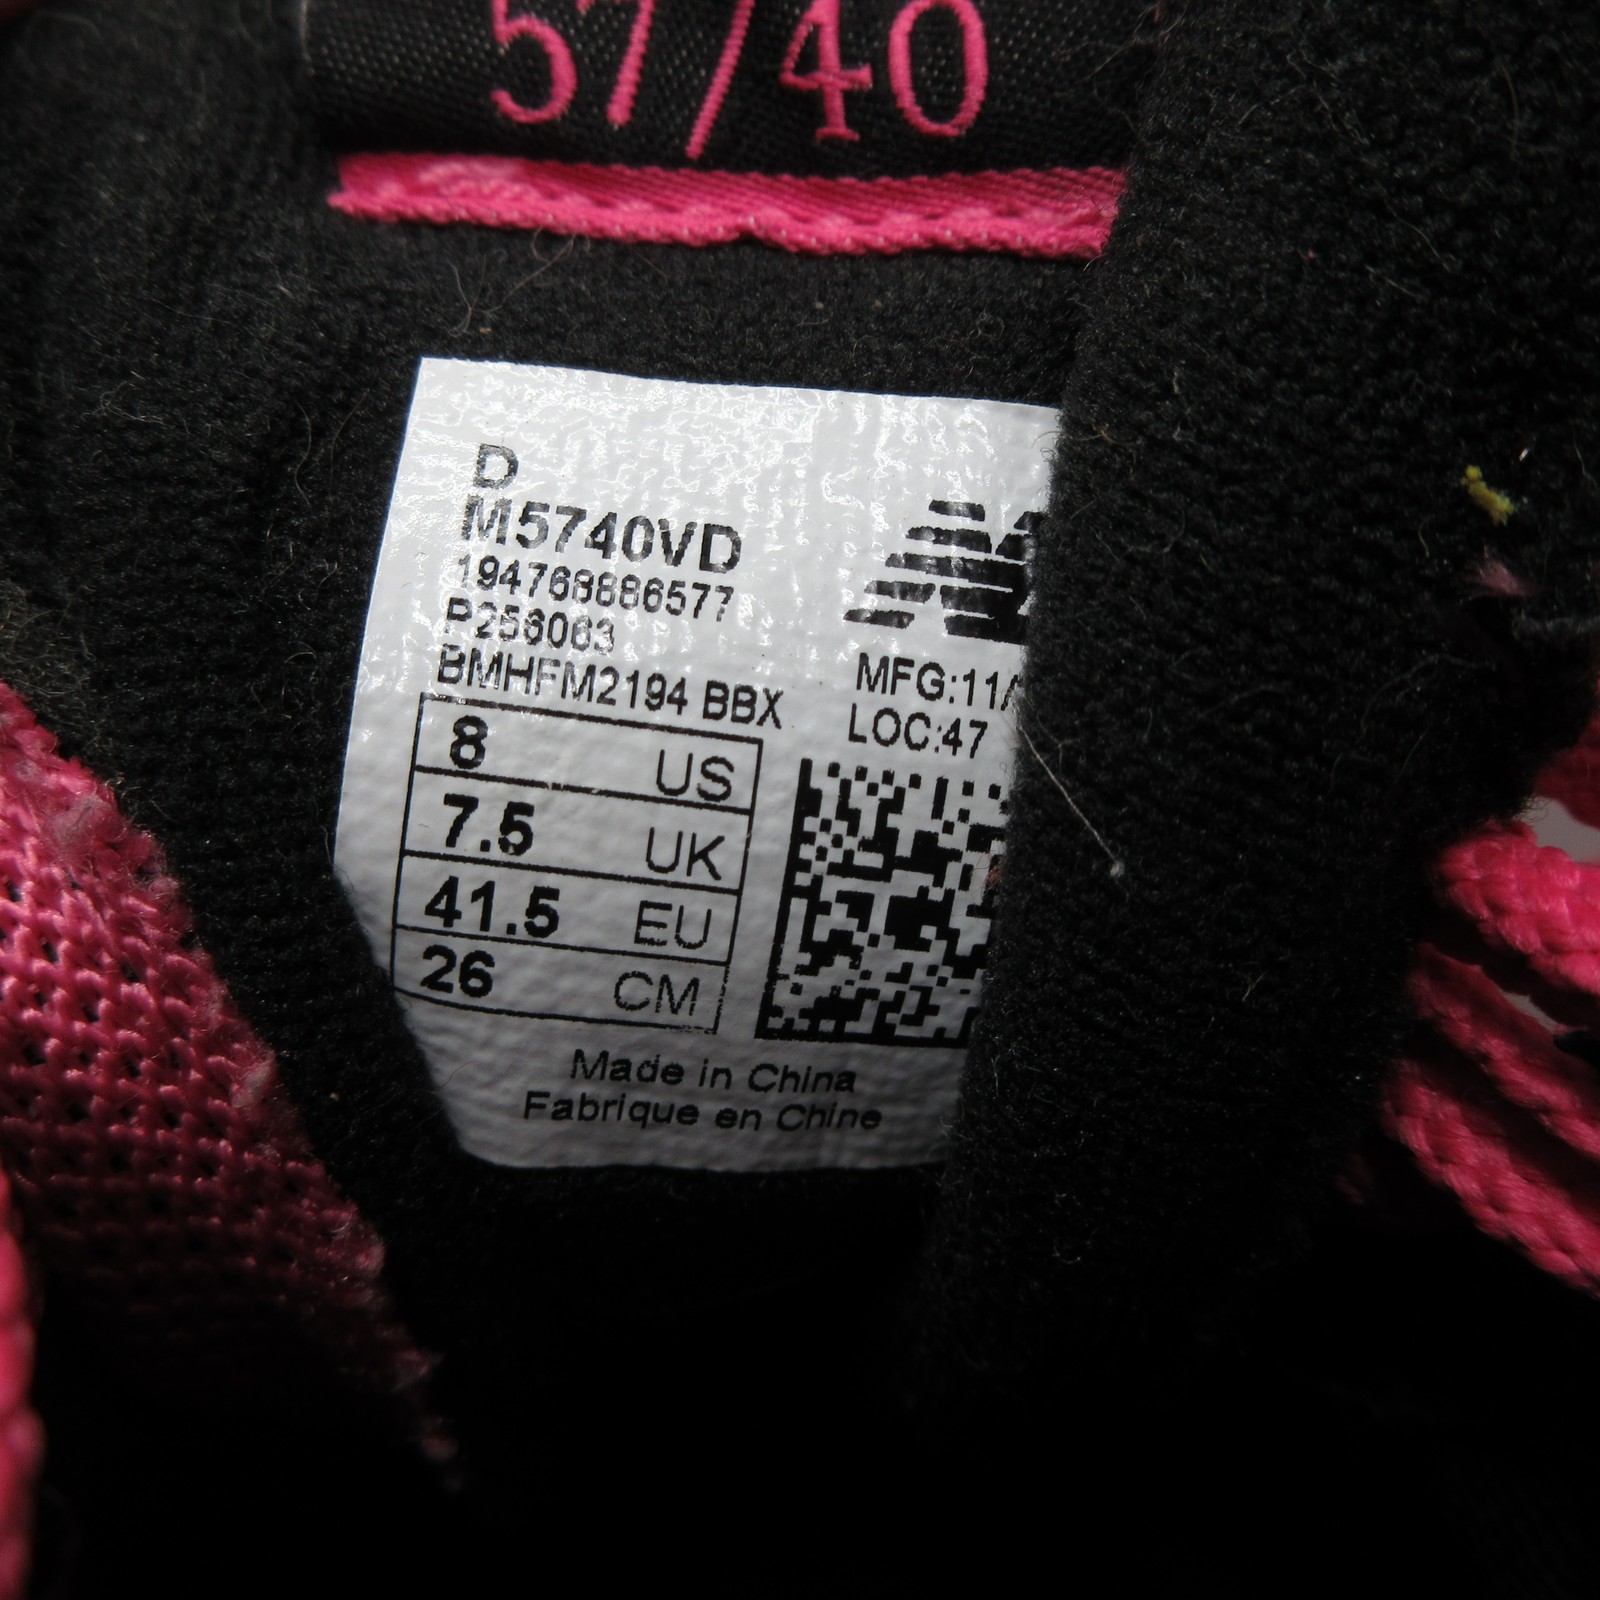 57/40
D
M5740VD
194768886577
P256063
BMHFM2194 BBX
MFG:11/
LOC:47
8 US
7.5 UK
41.5 EU
26 CM
Made in China
Fabriqué en Chine